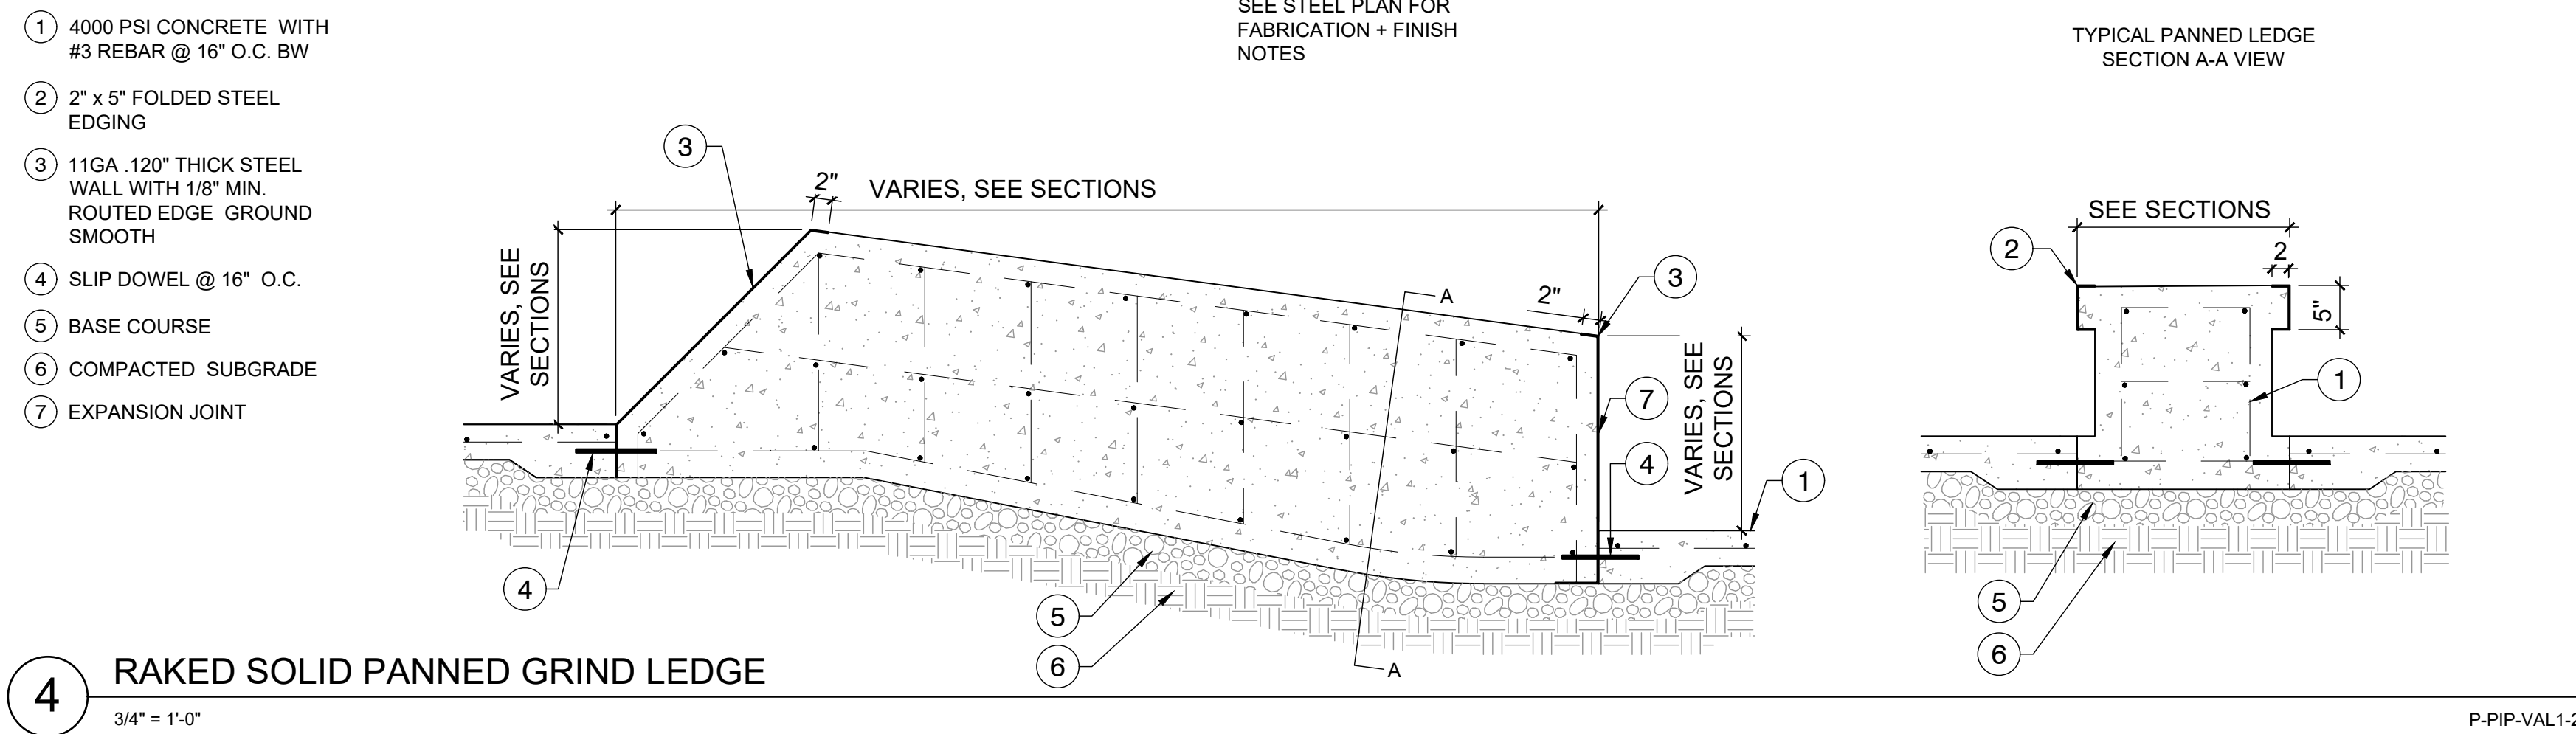 1 4000 PSI CONCRETE WITH
#3 REBAR @ 16" O.C. BW
2 2" x 5" FOLDED STEEL
EDGING
3 11GA .120" THICK STEEL
WALL WITH 1/8" MIN.
ROUTED EDGE GROUND
SMOOTH
4 SLIP DOWEL @ 16" O.C.
5 BASE COURSE
6 COMPACTED SUBGRADE
7 EXPANSION JOINT
SEE STEEL PLAN FOR
FABRICATION + FINISH
NOTES
3
2"
VARIES, SEE SECTIONS
VARIES, SEE
SECTIONS
A
2"
3
7
VARIES, SEE
SECTIONS
4
1
4
5
6
A
TYPICAL PANNED LEDGE
SECTION A-A VIEW
SEE SECTIONS
2
2
5"
1
5
6
4
RAKED SOLID PANNED GRIND LEDGE
3/4" = 1'-0"
P-PIP-VAL1-2